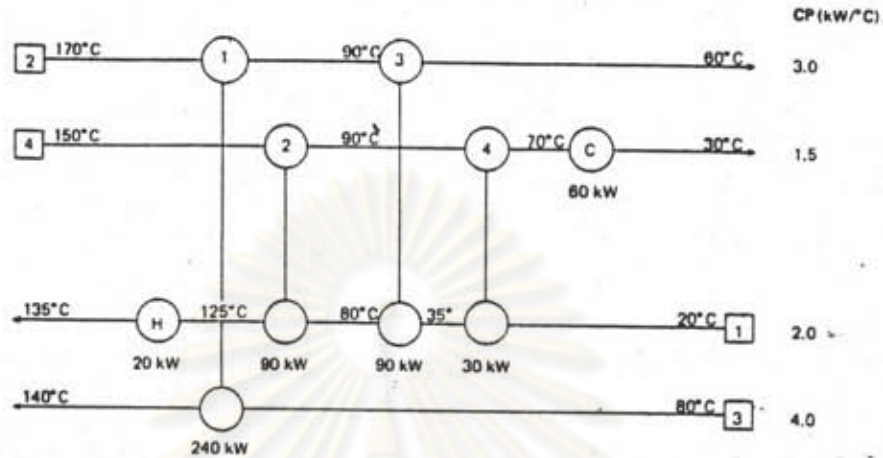 CP (kW/°C)
2 170°C 1 90°C 3 60°C 3.0
4 150°C 2 90°C 4 70°C C 30°C 1.5
60 kW
135°C H 125°C 80°C 35° 20°C 1 2.0
20 kW 90 kW 90 kW 30 kW
140°C 80°C 3 4.0
240 kW